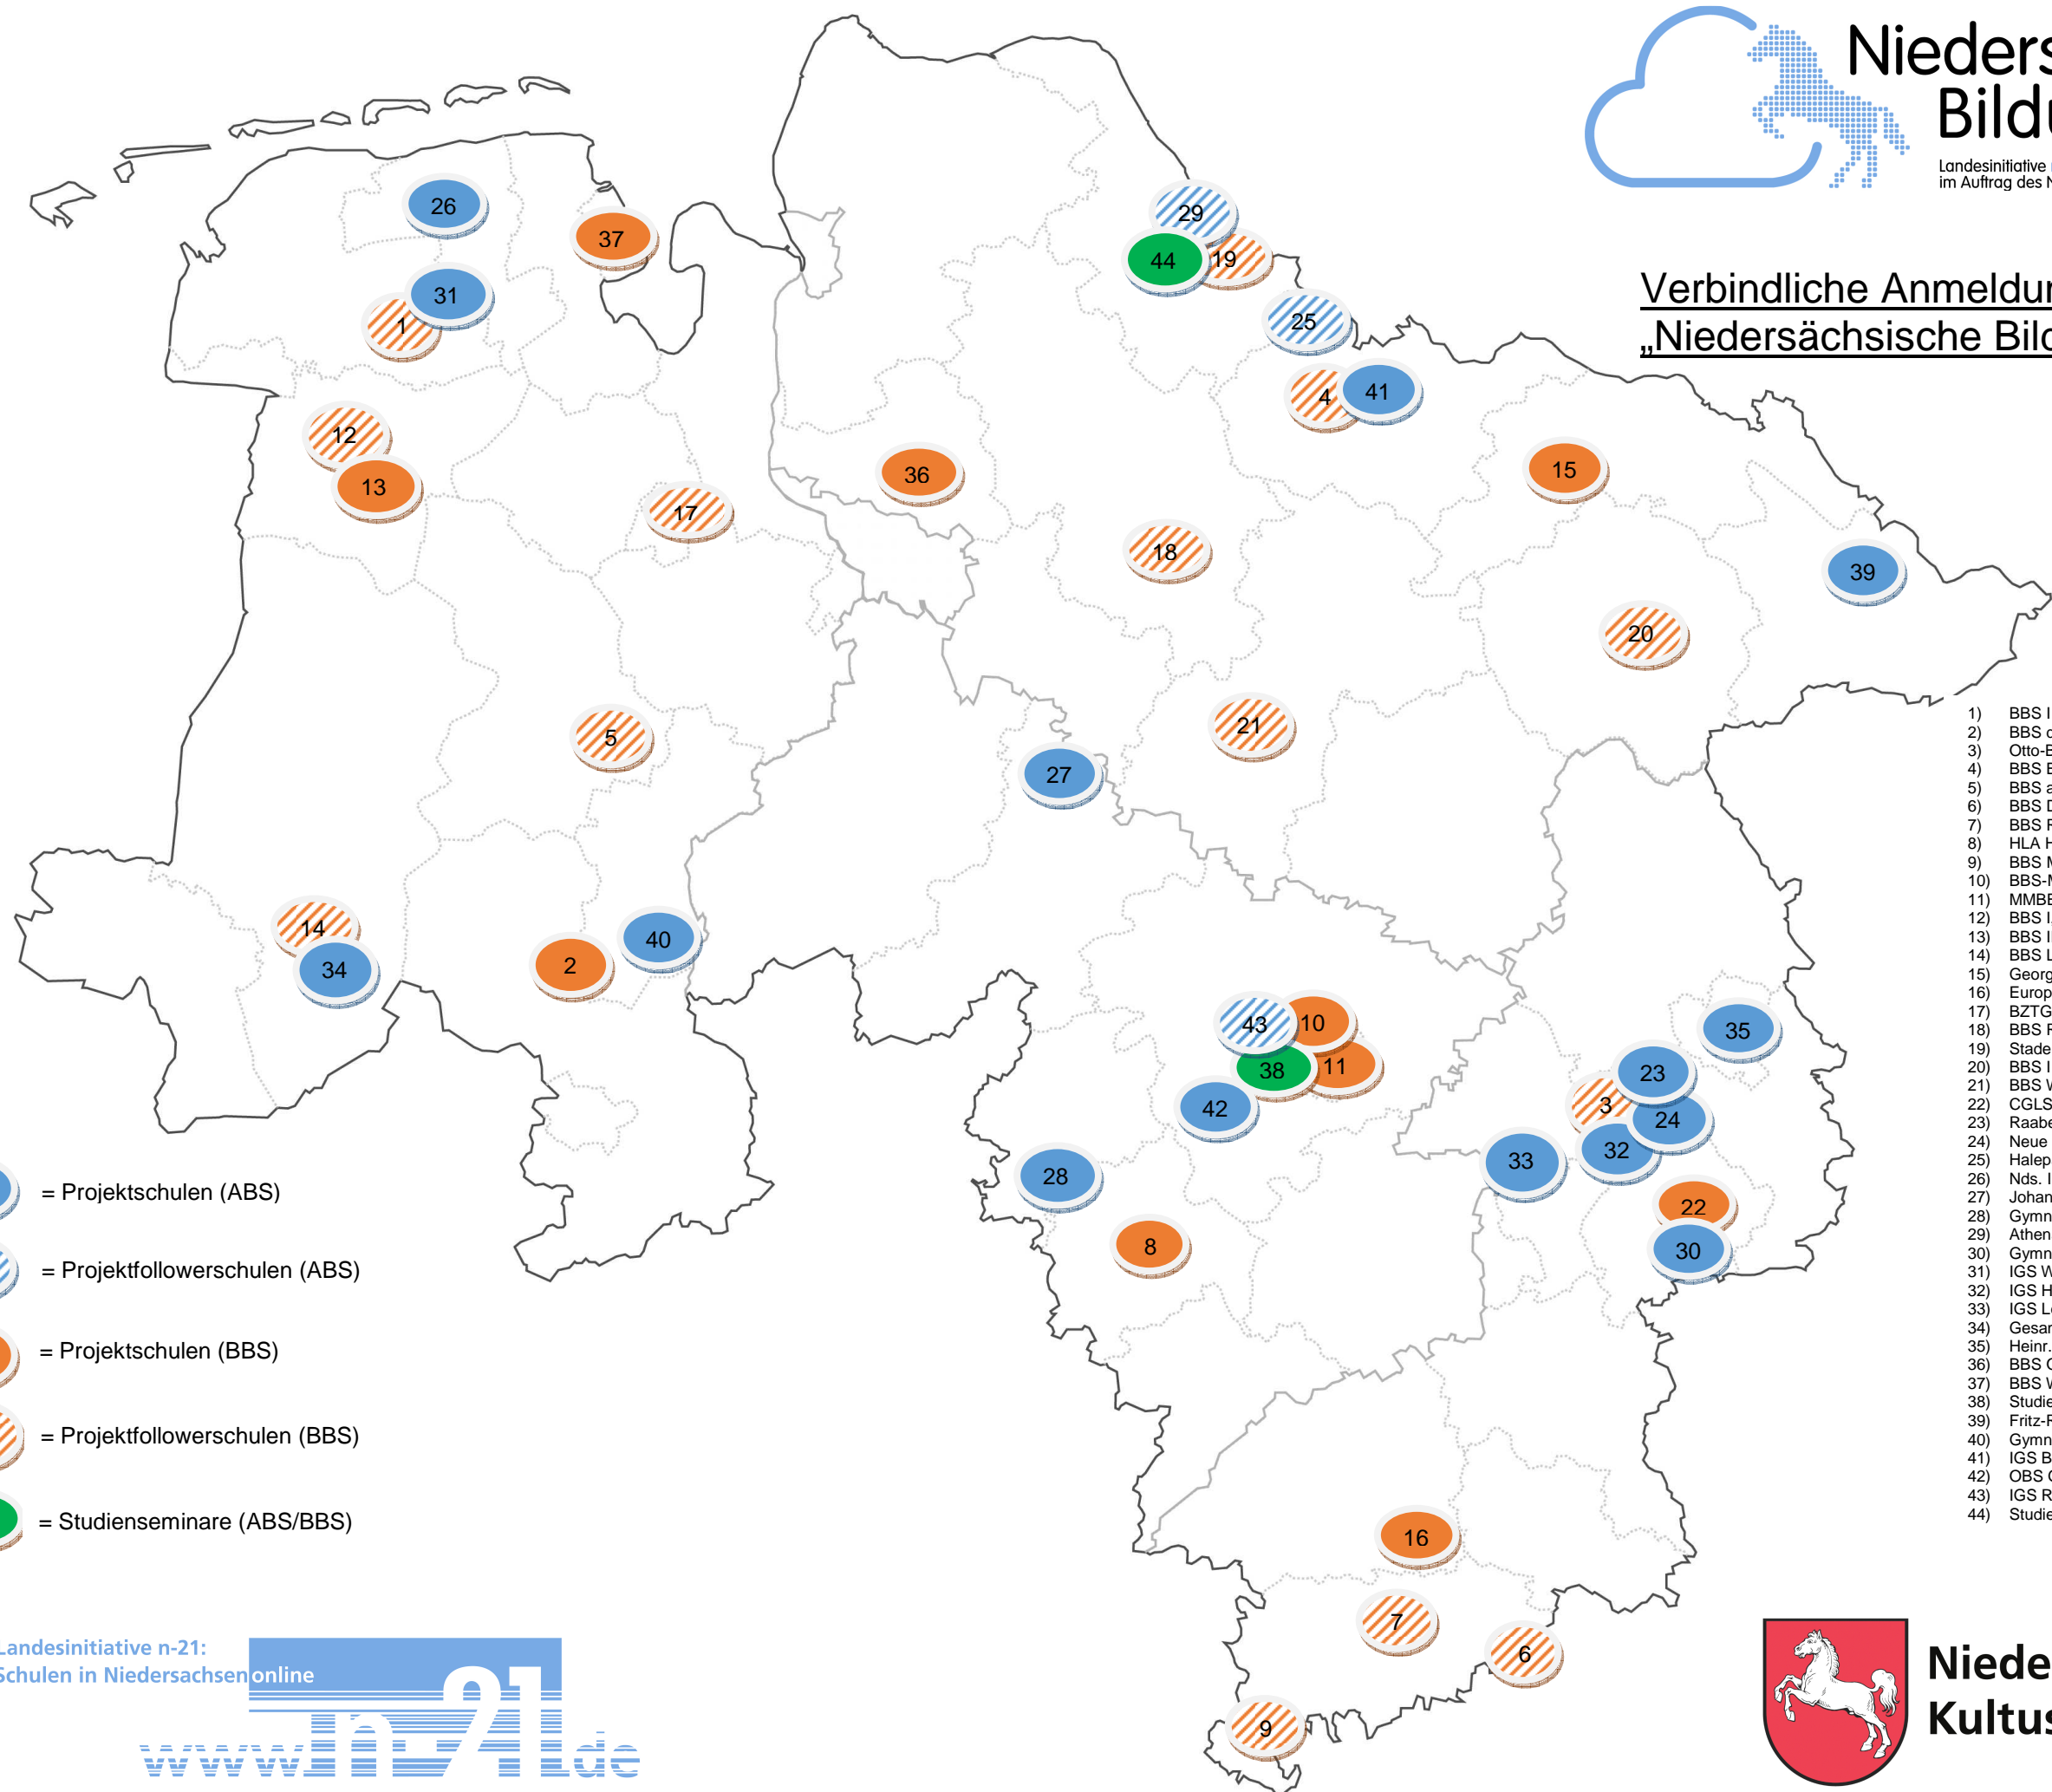 Nieders
Bildu
Landesinitiative n
im Auftrag des N
Verbindliche Anmeldun
„Niedersächsische Bild
26
37
31
1
29
44
19
25
4
41
12
13
36
17
15
18
39
20
5
21
27
14
34
2
40
43
10
38
11
42
35
23
3
24
32
33
28
22
8
30
16
7
6
9
1) BBS I
2) BBS d
3) Otto-B
4) BBS B
5) BBS a
6) BBS D
7) BBS R
8) HLA H
9) BBS M
10) BBS-M
11) MMBB
12) BBS I
13) BBS II
14) BBS L
15) Georg
16) Europ
17) BZTG
18) BBS R
19) Stade
20) BBS I
21) BBS W
22) CGLS
23) Raabe
24) Neue
25) Halep
26) Nds. I
27) Johan
28) Gymn
29) Athen
30) Gymn
31) IGS W
32) IGS H
33) IGS Le
34) Gesam
35) Heinr.
36) BBS O
37) BBS W
38) Studie
39) Fritz-R
40) Gymn
41) IGS B
42) OBS G
43) IGS R
44) Studie
= Projektschulen (ABS)
= Projektfollowerschulen (ABS)
= Projektschulen (BBS)
= Projektfollowerschulen (BBS)
= Studienseminare (ABS/BBS)
Landesinitiative n-21:
Schulen in Niedersachsen online
www.n-21.de
Niede
Kultus